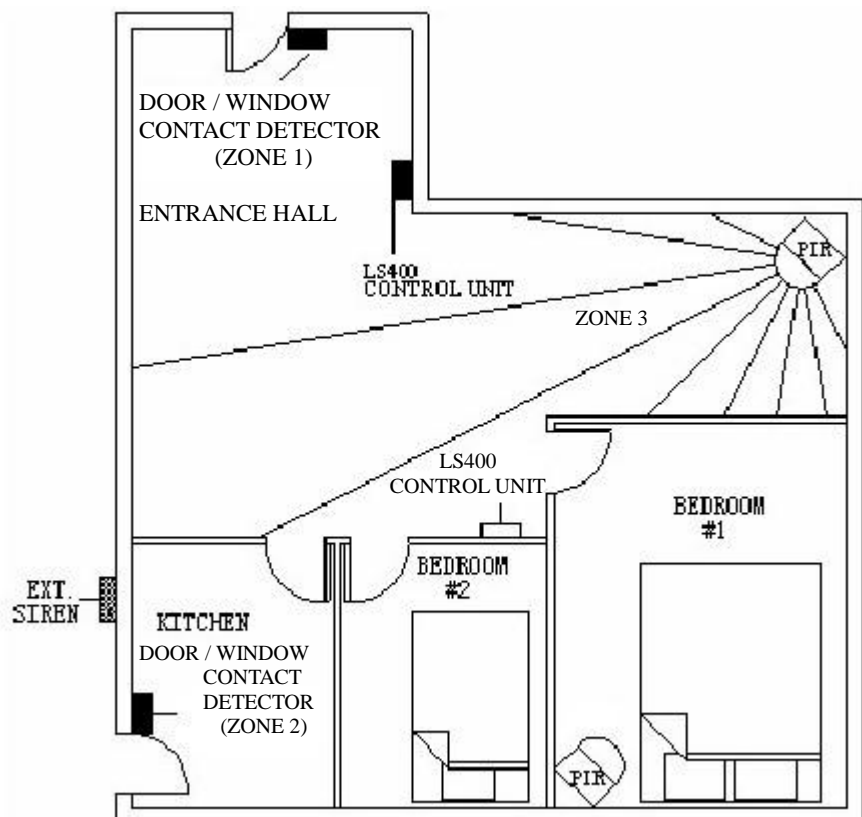 DOOR / WINDOW
CONTACT DETECTOR
(ZONE 1)
ENTRANCE HALL
PIR
LS400
CONTROL UNIT
ZONE 3
LS400
CONTROL UNIT
BEDROOM
#1
BEDROOM
#2
EXT.
SIREN
KITCHEN
DOOR / WINDOW
CONTACT
DETECTOR
(ZONE 2)
PIR